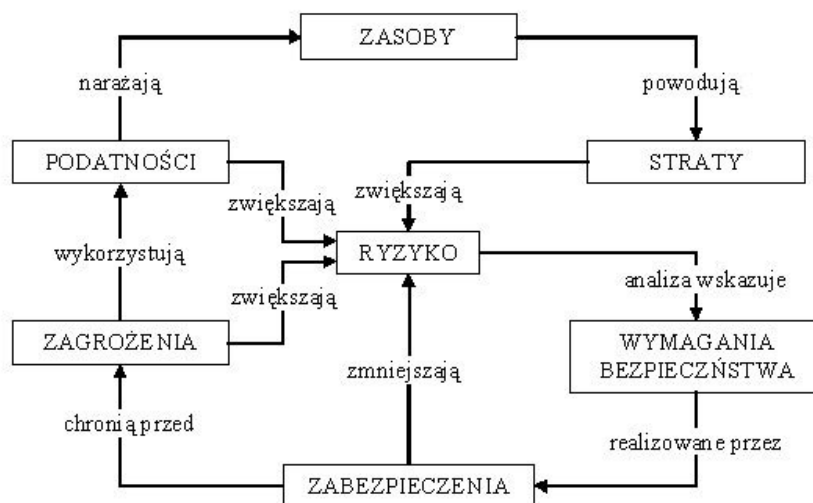 ZASOBY
narażają
powodują
PODATNOŚCI
STRATY
zwiększają
zwiększają
wykorzystują
RYZYKO
zwiększają
analiza wskazuje
ZAGROŻENIA
WYMAGANIA
BEZPIECZŃSTWA
zmniejszają
chronią przed
realizowane przez
ZABEZPIECZENIA